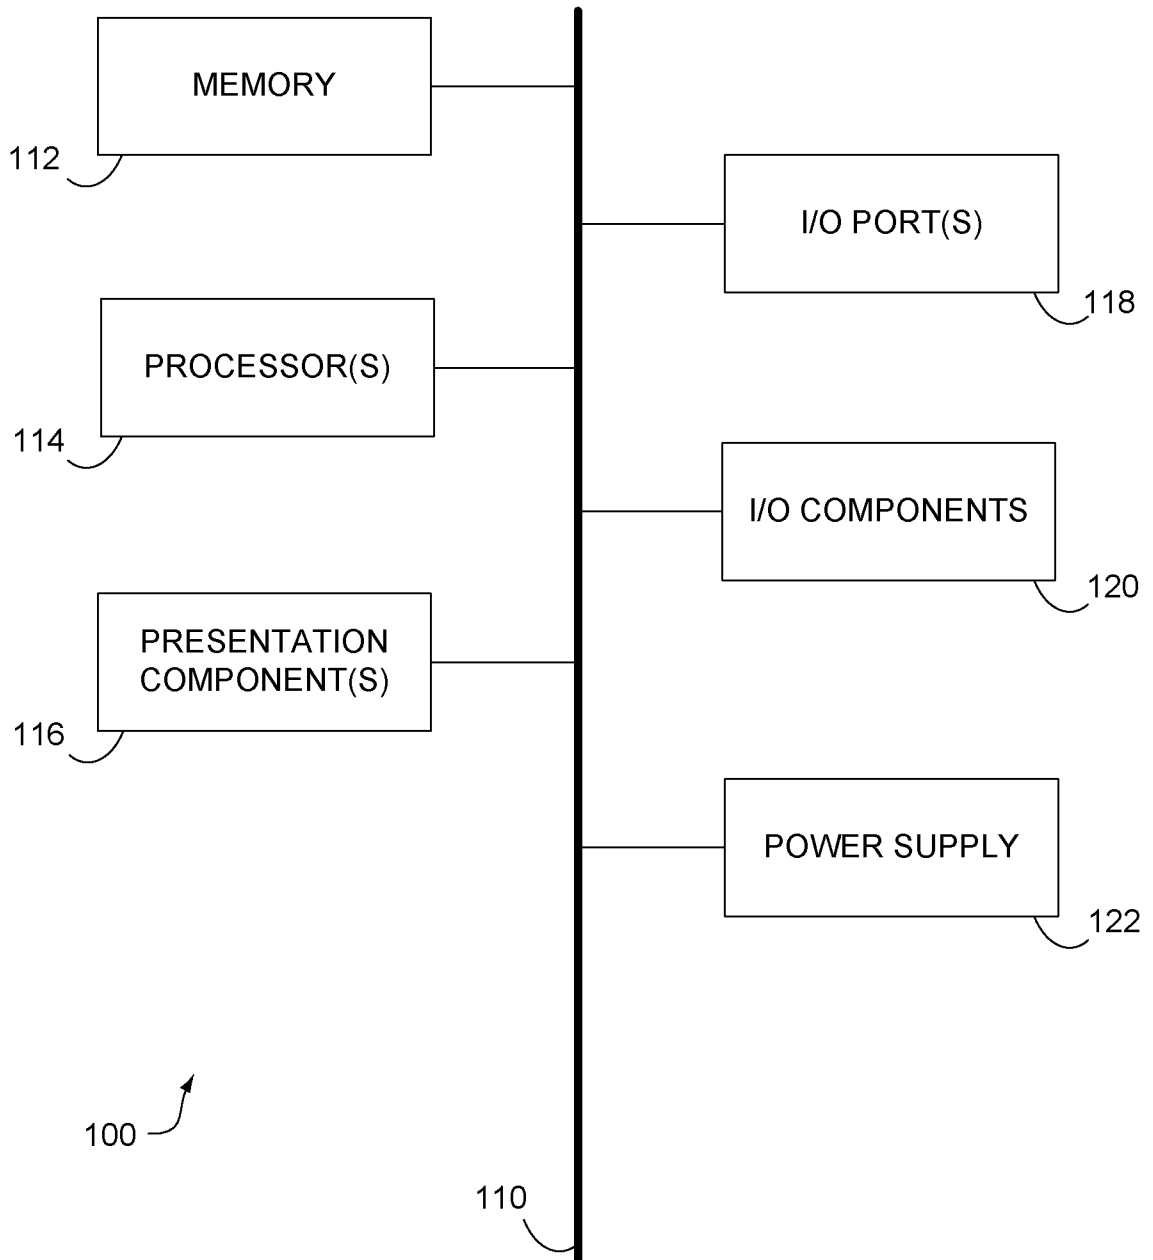 MEMORY
112
I/O PORT(S)
118
PROCESSOR(S)
114
I/O COMPONENTS
120
PRESENTATION
COMPONENT(S)
116
POWER SUPPLY
122
100
110